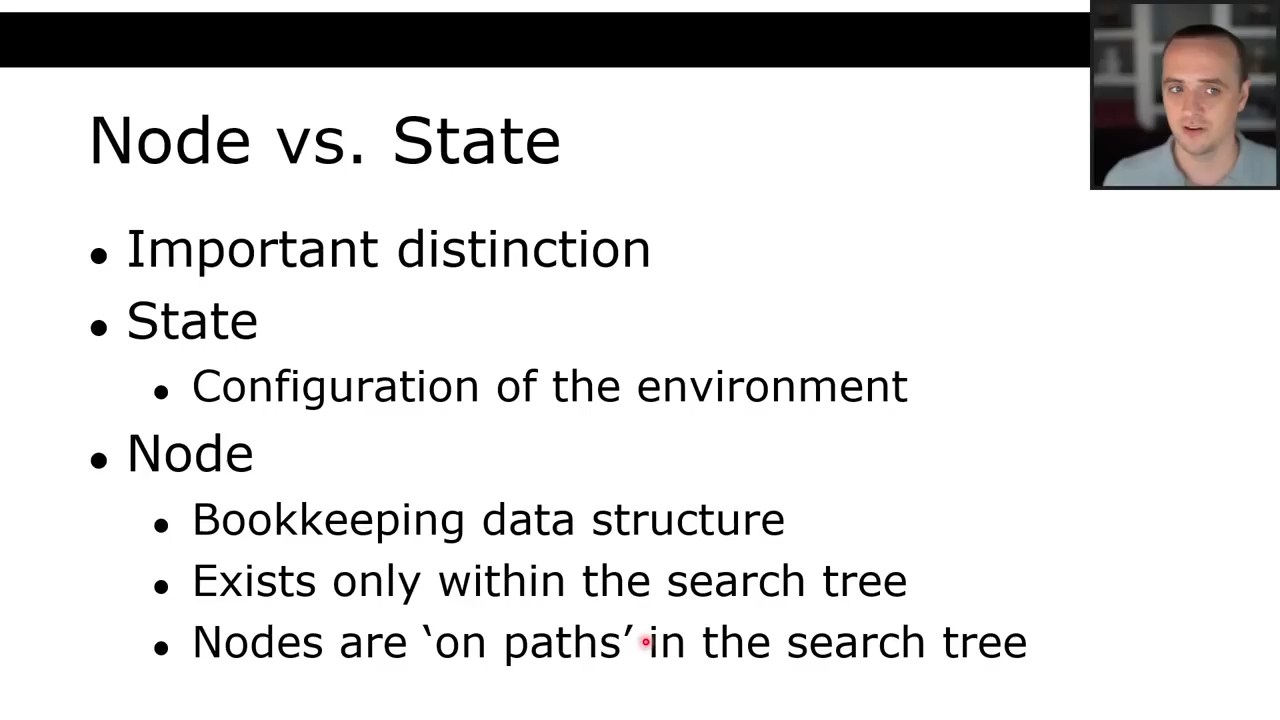 Node vs. State
• Important distinction
• State
• Configuration of the environment
• Node
• Bookkeeping data structure
• Exists only within the search tree
• Nodes are ‘on paths’ in the search tree